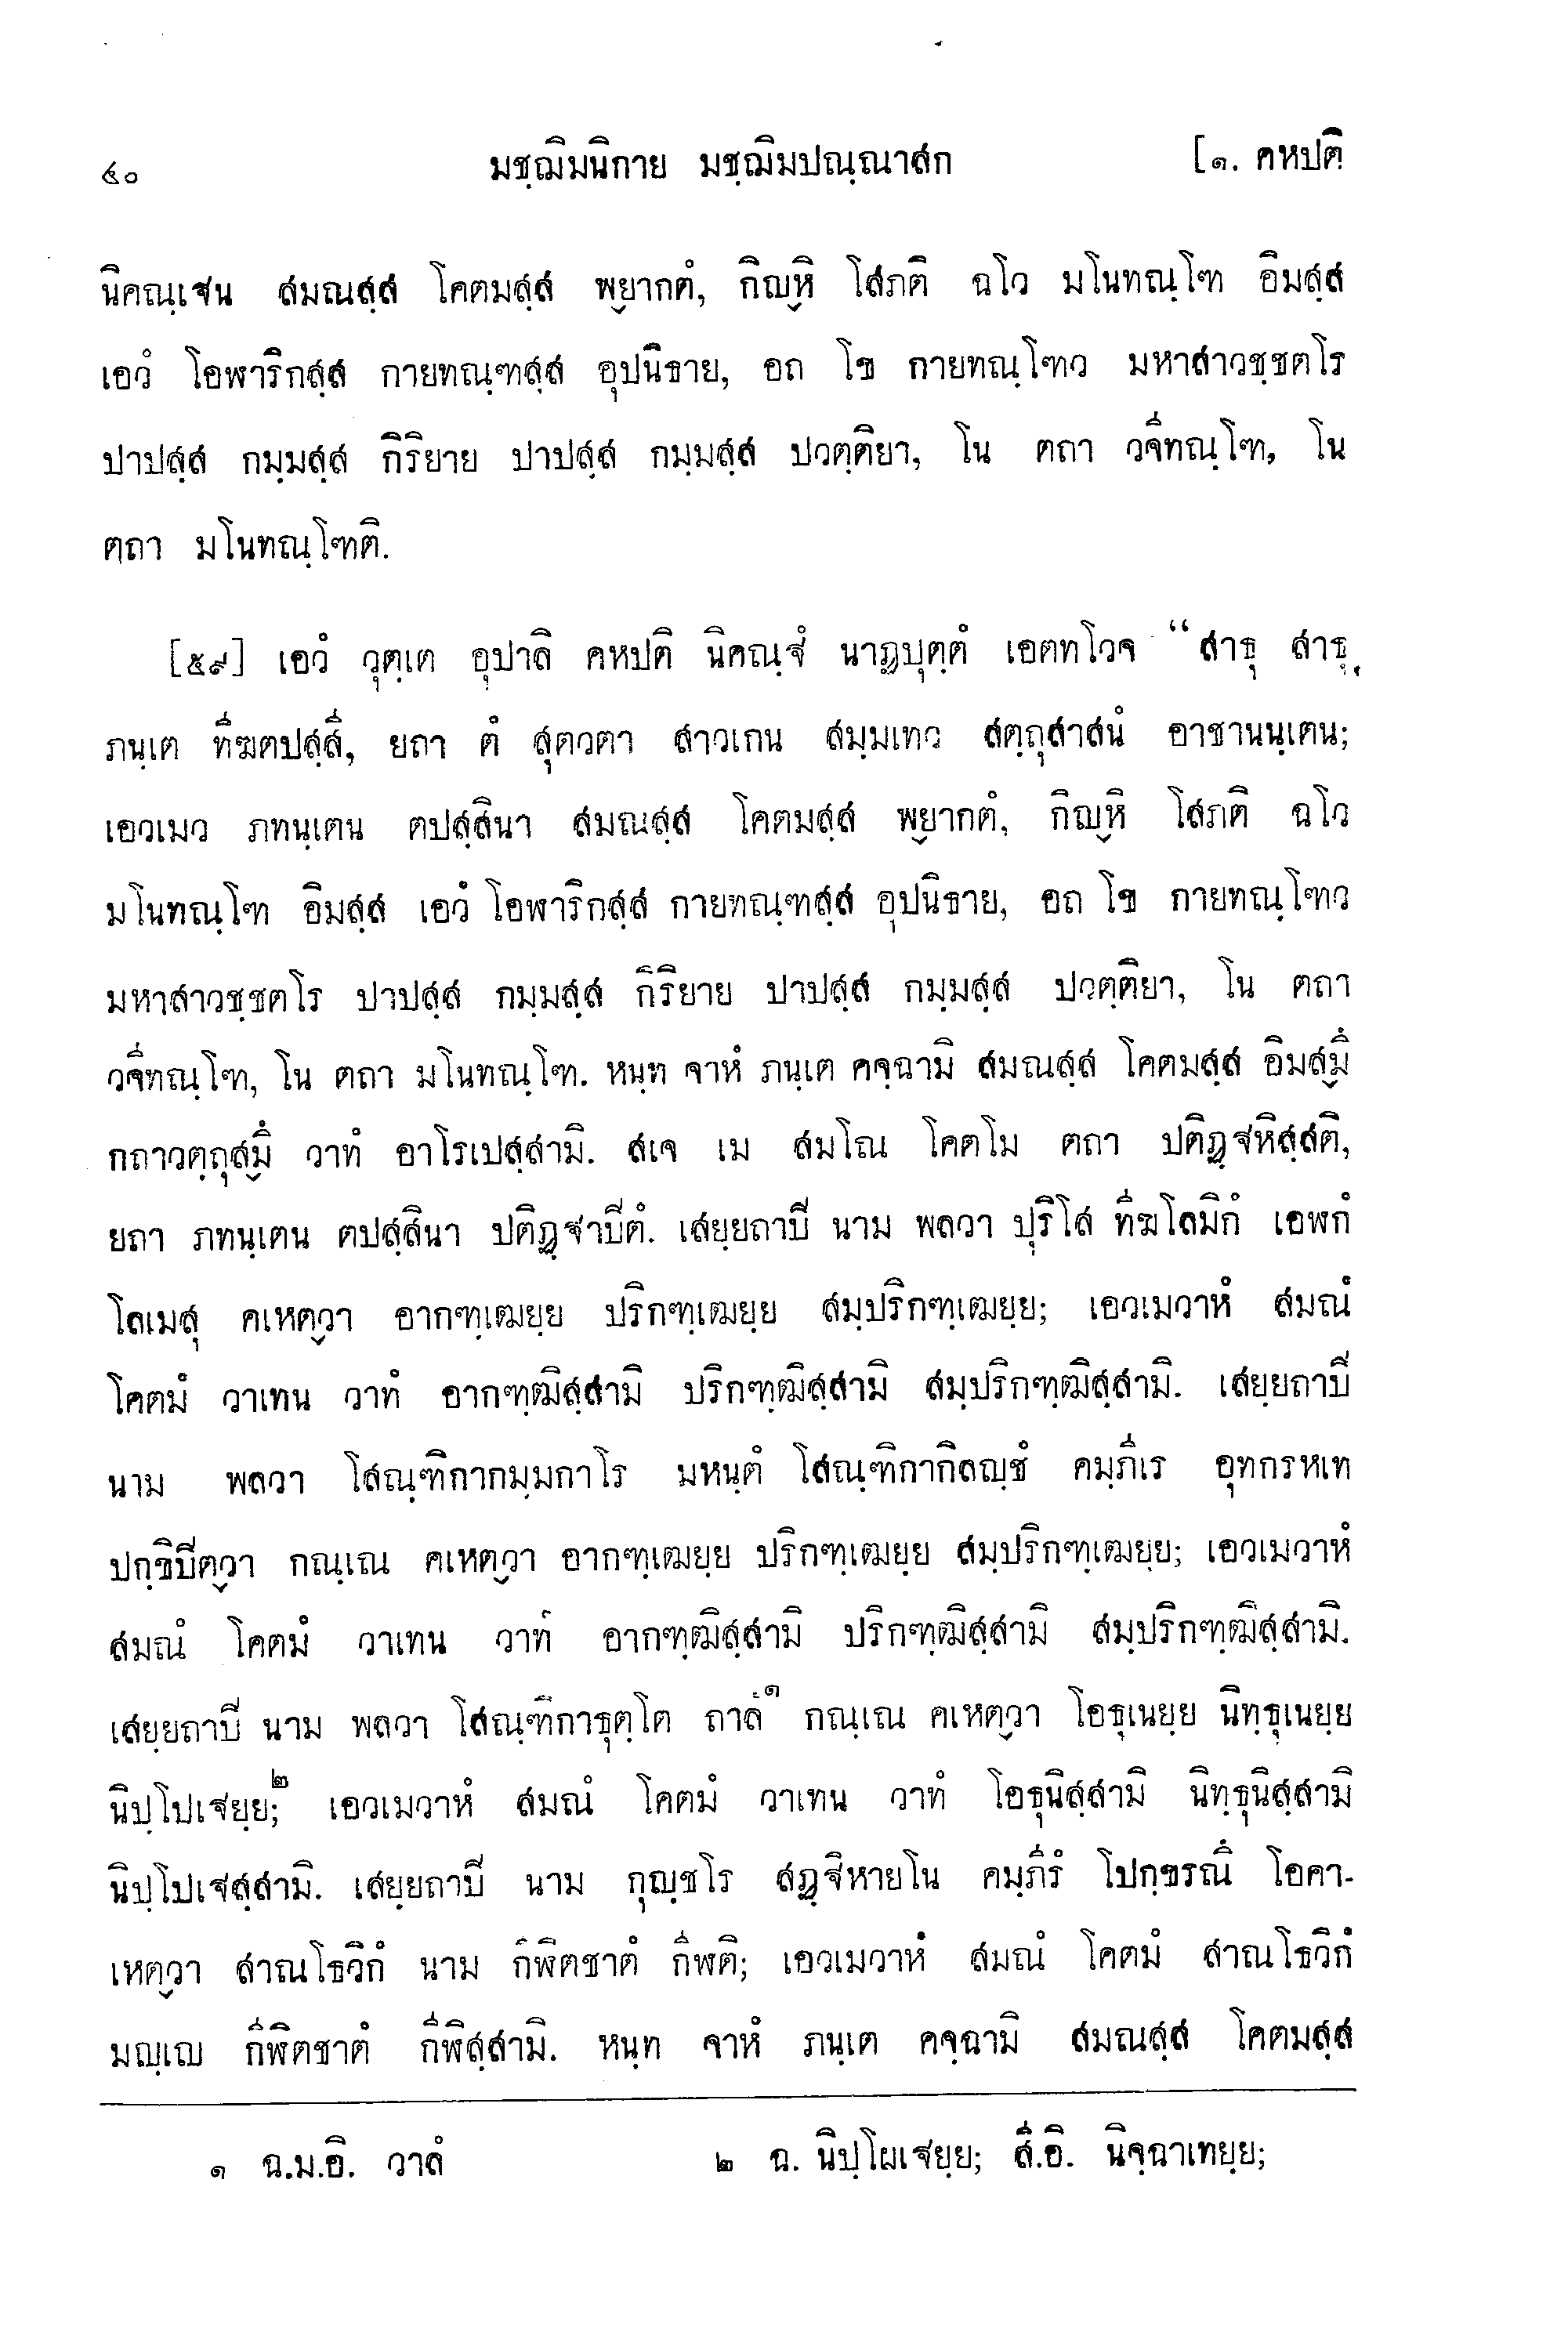 ๕๐ มชฺฌิมนิกาย มชฺฌิมปณฺณาสก [๑. คหปติ
นิคณฺเฐน สมณสฺส โคตมสฺส พฺยากตํ, กิญฺหิ โสภติ ฉโว มโนทณฺโฑ อิมสฺส
เอวํ โอฬาริกสฺส กายทณฺฑสฺส อุปนิธาย, อถ โข กายทณฺโฑว มหาสาวชฺชตโร
ปาปสฺส กมฺมสฺส กิริยาย ปาปสฺส กมฺมสฺส ปวตฺติยา, โน ตถา วจีทณฺโฑ, โน
ตถา มโนทณฺโฑติ.
[๕๙] เอวํ วุตฺเต อุปาลิ คหปติ นิคณฺฐํ นาฏปุตฺตํ เอตทโวจ “สาธุ สาธุ
ภนฺเต ทีฆตปสฺสี, ยถา ตํ สุตวตา สาวเกน สมฺมเทว สตฺถุสาสนํ อาชานนฺเตน;
เอวเมว ภทนฺเตน ตปสฺสินา สมณสฺส โคตมสฺส พฺยากตํ, กิญฺหิ โสภติ ฉโว
มโนทณฺโฑ อิมสฺส เอวํ โอฬาริกสฺส กายทณฺฑสฺส อุปนิธาย, อถ โข กายทณฺโฑว
มหาสาวชฺชตโร ปาปสฺส กมฺมสฺส กิริยาย ปาปสฺส กมฺมสฺส ปวตฺติยา, โน ตถา
วจีทณฺโฑ, โน ตถา มโนทณฺโฑ. หนฺท จาหํ ภนฺเต คจฺฉามิ สมณสฺส โคตมสฺส อิมสฺมึ
กถาวตฺถุสฺมึ วาทํ อาโรเปสฺสามิ. สเจ เม สมโณ โคตโม ตถา ปติฏฺฐหิสฺสติ,
ยถา ภทนฺเตน ตปสฺสินา ปติฏฺฐาปิตํ. เสยฺยถาปิ นาม พลวา ปุริโส ทีฆโลมิกํ เอฬกํ
โลเมสุ คเหตฺวา อากฑฺเฒยฺย ปริกฑฺเฒยฺย สมฺปริกฑฺเฒยฺย; เอวเมวาหํ สมณํ
โคตมํ วาเทน วาทํ อากฑฺฒิสฺสามิ ปริกฑฺฒิสฺสามิ สมฺปริกฑฺฒิสฺสามิ. เสยฺยถาปิ
นาม พลวา โสณฺฑิกากมฺมกาโร มหนฺตํ โสณฺฑิกากิลญฺชํ คมฺภีเร อุทกรหเท
ปกฺขิปิตฺวา กณฺเณ คเหตฺวา อากฑฺเฒยฺย ปริกฑฺเฒยฺย สมฺปริกฑฺเฒยฺย; เอวเมวาหํ
สมณํ โคตมํ วาเทน วาทํ อากฑฺฒิสฺสามิ ปริกฑฺฒิสฺสามิ สมฺปริกฑฺฒิสฺสามิ.
เสยฺยถาปิ นาม พลวา โสณฺฑิกาธุตฺโต ถาลํ๑ กณฺเณ คเหตฺวา โอธุเนยฺย นิทฺธุเนยฺย
นิปฺโปเฐยฺย;๒ เอวเมวาหํ สมณํ โคตมํ วาเทน วาทํ โอธุนิสฺสามิ นิทฺธุนิสฺสามิ
นิปฺโปเฐสฺสามิ. เสยฺยถาปิ นาม กุญฺชโร สฏฺฐิหายโน คมฺภีรํ โปกฺขรณึ โอคา-
เหตฺวา สาณโธวิกํ นาม กีฬิตชาตํ กีฬติ; เอวเมวาหํ สมณํ โคตมํ สาณโธวิกํ
มญฺเญ กีฬิตชาตํ กีฬิสฺสามิ. หนฺท จาหํ ภนฺเต คจฺฉามิ สมณสฺส โคตมสฺส
๑ ฉ.ม.อิ. วาลํ ๒ ฉ. นิปฺโผเฐยฺย; สี.อิ. นิจฺฉาเทยฺย;